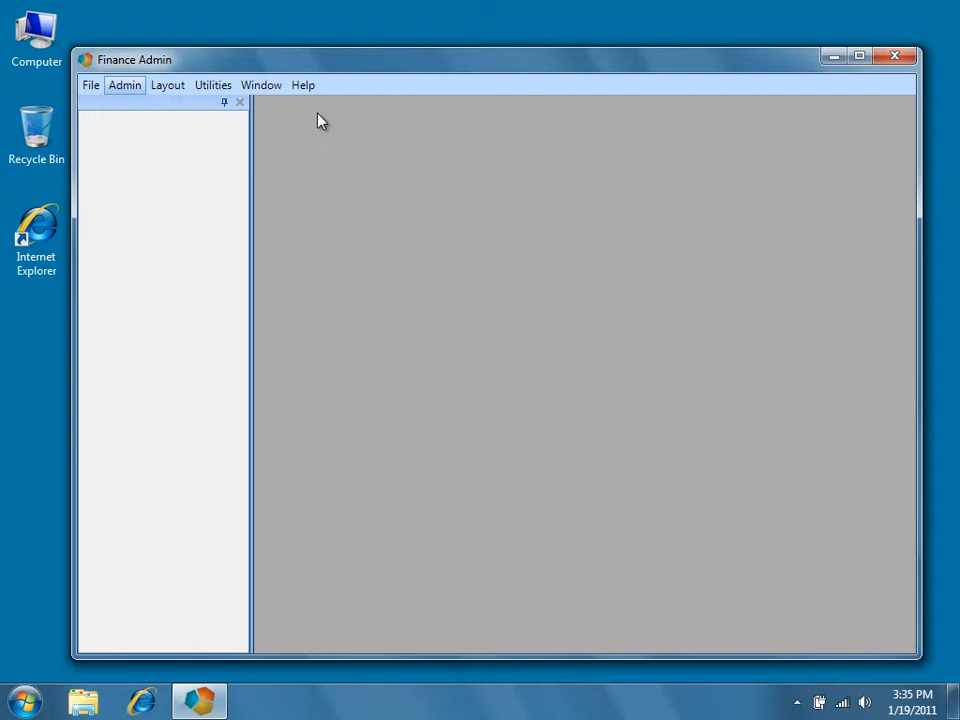 Computer
Finance Admin
File Admin Layout Utilities Window Help
Recycle Bin
Internet
Explorer
3:35 PM
1/19/2011